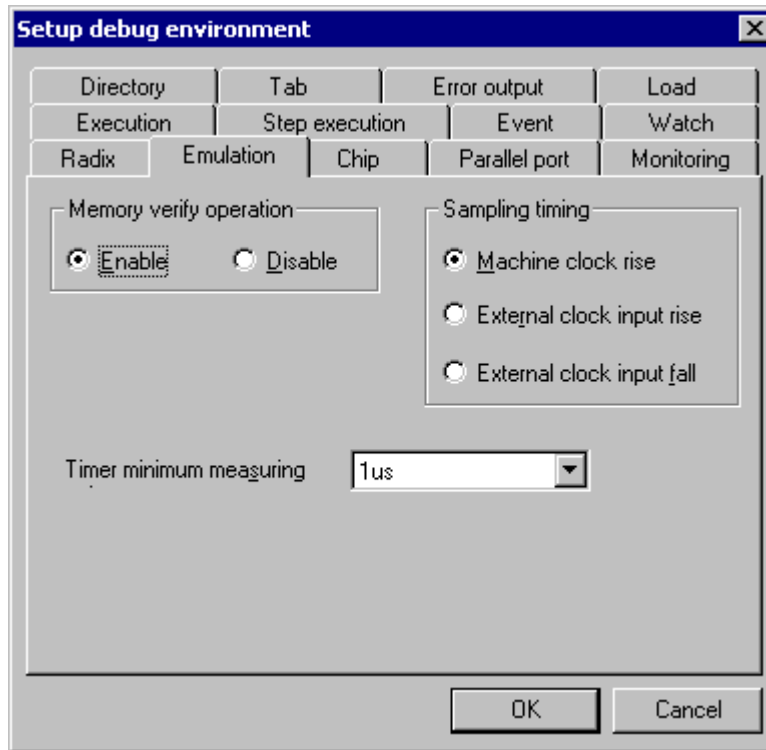 Setup debug environment
Directory Tab Error output Load
Execution Step execution Event Watch
Radix Emulation Chip Parallel port Monitoring
Memory verify operation
Enable Disable
Sampling timing
Machine clock rise
External clock input rise
External clock input fall
Timer minimum measuring
1us
OK Cancel